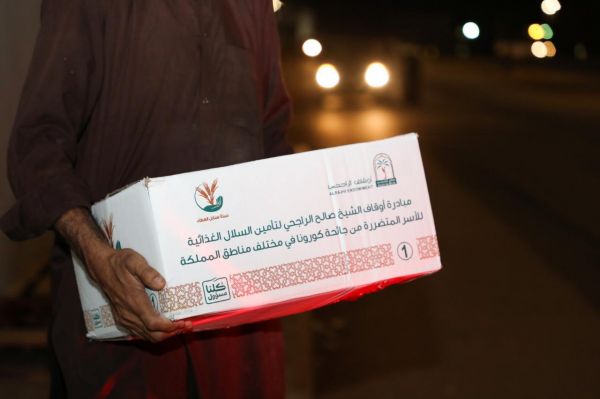 أوقاف الراجحي
ALRAJHI ENDOWMENT
مبادرة أوقاف الشيخ صالح الراجحي لتأمين السلال الغذائية
للأسر المتضررة من جائحة كورونا في مختلف مناطق المملكة
1
كلنا
مسؤول